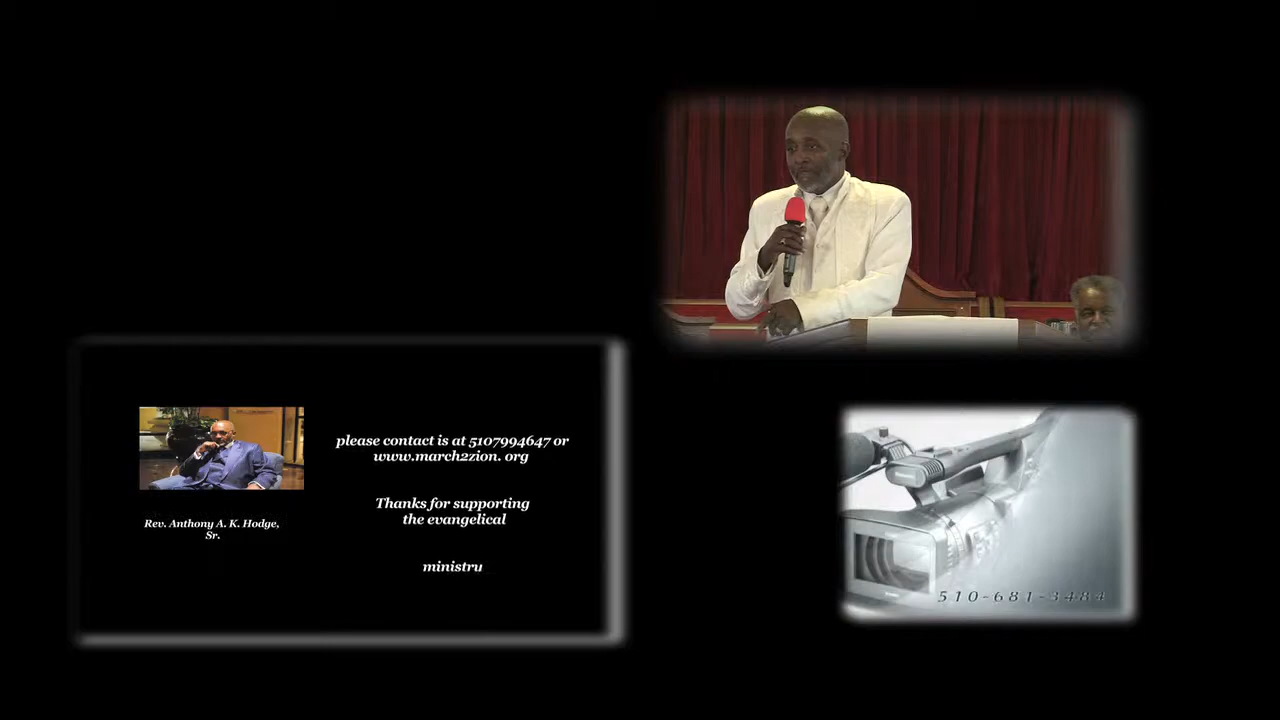 please contact is at 5107994647 or
www.march2zion. org
Thanks for supporting
the evangelical
ministru
Rev. Anthony A. K. Hodge,
Sr.
510-681-3484